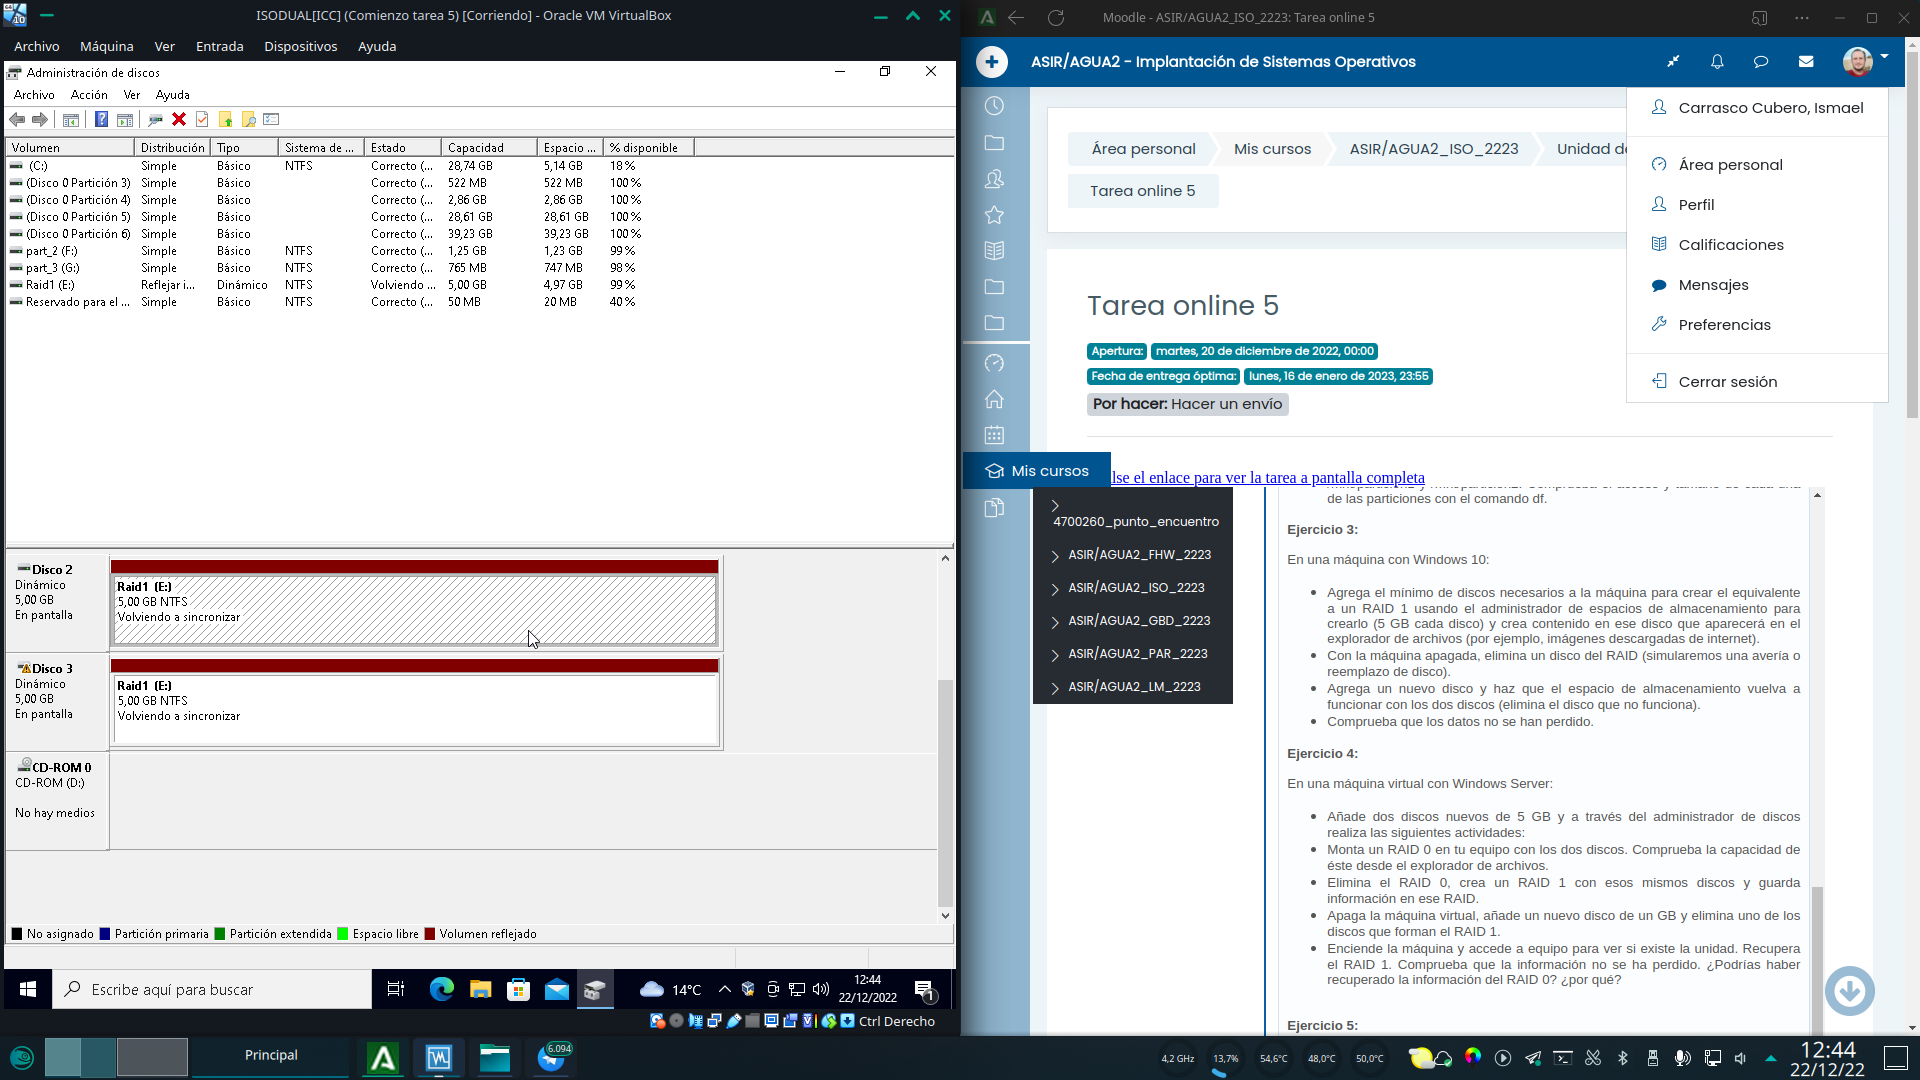 ISODUAL[ICC] (Comienzo tarea 5) [Corriendo] - Oracle VM VirtualBox
Archivo Máquina Ver Entrada Dispositivos Ayuda
Administración de discos
Archivo Acción Ver Ayuda
Volumen Distribución Tipo Sistema de ... Estado Capacidad Espacio ... % disponible
(C:) Simple Básico NTFS Correcto (... 28,74 GB 5,14 GB 18 %
(Disco 0 Partición 3) Simple Básico Correcto (... 522 MB 522 MB 100 %
(Disco 0 Partición 4) Simple Básico Correcto (... 2,86 GB 2,86 GB 100 %
(Disco 0 Partición 5) Simple Básico Correcto (... 28,61 GB 28,61 GB 100 %
(Disco 0 Partición 6) Simple Básico Correcto (... 39,23 GB 39,23 GB 100 %
part_2 (F:) Simple Básico NTFS Correcto (... 1,25 GB 1,23 GB 99 %
part_3 (G:) Simple Básico NTFS Correcto (... 765 MB 747 MB 98 %
Raid1 (E:) Reflejar i... Dinámico NTFS Volviendo ... 5,00 GB 4,97 GB 99 %
Reservado para el ... Simple Básico NTFS Correcto (... 50 MB 20 MB 40 %
Disco 2
Dinámico
5,00 GB
En pantalla
Raid1 (E:)
5,00 GB NTFS
Volviendo a sincronizar
Disco 3
Dinámico
5,00 GB
En pantalla
Raid1 (E:)
5,00 GB NTFS
Volviendo a sincronizar
CD-ROM 0
CD-ROM (D:)
No hay medios
No asignado Partición primaria Partición extendida Espacio libre Volumen reflejado
Escribe aquí para buscar
14°C
12:44
22/12/2022
1
Ctrl Derecho
Moodle - ASIR/AGUA2_ISO_2223: Tarea online 5
ASIR/AGUA2 - Implantación de Sistemas Operativos
Carrasco Cubero, Ismael
Área personal
Perfil
Calificaciones
Mensajes
Preferencias
Cerrar sesión
Área personal Mis cursos ASIR/AGUA2_ISO_2223 Unidad de
Tarea online 5
Tarea online 5
Apertura: martes, 20 de diciembre de 2022, 00:00
Fecha de entrega óptima: lunes, 16 de enero de 2023, 23:55
Por hacer: Hacer un envío
Mis cursos
lse el enlace para ver la tarea a pantalla completa
4700260_punto_encuentro
ASIR/AGUA2_FHW_2223
ASIR/AGUA2_ISO_2223
ASIR/AGUA2_GBD_2223
ASIR/AGUA2_PAR_2223
ASIR/AGUA2_LM_2223
de las particiones con el comando df.
Ejercicio 3:
En una máquina con Windows 10:
Agrega el mínimo de discos necesarios a la máquina para crear el equivalente
a un RAID 1 usando el administrador de espacios de almacenamiento para
crearlo (5 GB cada disco) y crea contenido en ese disco que aparecerá en el
explorador de archivos (por ejemplo, imágenes descargadas de internet).
Con la máquina apagada, elimina un disco del RAID (simularemos una avería o
reemplazo de disco).
Agrega un nuevo disco y haz que el espacio de almacenamiento vuelva a
funcionar con los dos discos (elimina el disco que no funciona).
Comprueba que los datos no se han perdido.
Ejercicio 4:
En una máquina virtual con Windows Server:
Añade dos discos nuevos de 5 GB y a través del administrador de discos
realiza las siguientes actividades:
Monta un RAID 0 en tu equipo con los dos discos. Comprueba la capacidad de
éste desde el explorador de archivos.
Elimina el RAID 0, crea un RAID 1 con esos mismos discos y guarda
información en ese RAID.
Apaga la máquina virtual, añade un nuevo disco de un GB y elimina uno de los
discos que forman el RAID 1.
Enciende la máquina y accede a equipo para ver si existe la unidad. Recupera
el RAID 1. Comprueba que la información no se ha perdido. ¿Podrías haber
recuperado la información del RAID 0? ¿por qué?
Ejercicio 5:
Principal
6.094
4,2 GHz 13,7% 54,6°C 48,0°C 50,0°C
12:44
22/12/22